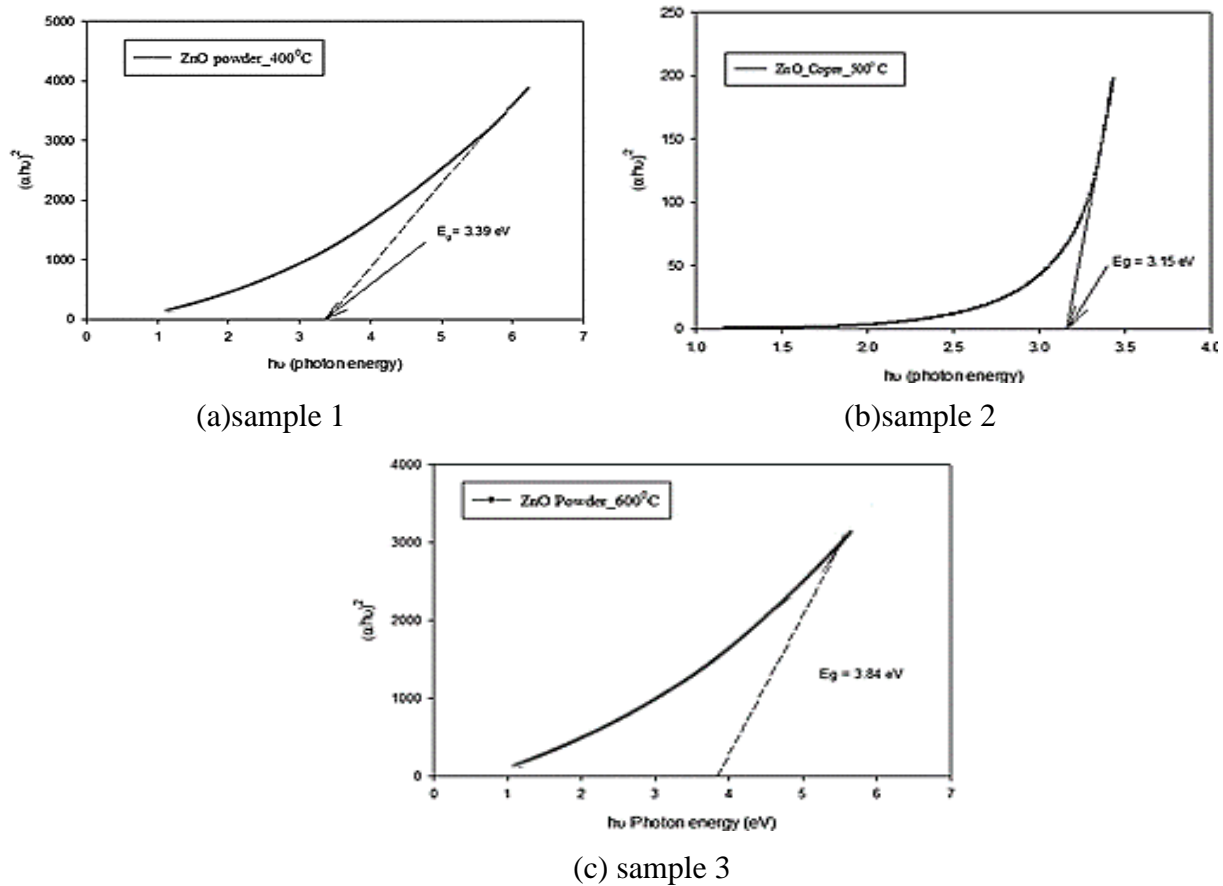 5000
4000
3000
2000
1000
0
(αhυ)²
ZnO powder_400⁰C
E_g = 3.39 eV
0 1 2 3 4 5 6 7
hυ (photon energy)
(a)sample 1
250
200
150
100
50
0
(αhυ)²
Eg = 3.15 eV
1.0 1.5 2.0 2.5 3.0 3.5 4.0
hυ (photon energy)
(b)sample 2
4000
3000
2000
1000
0
(αhυ)²
ZnO Powder_600⁰C
Eg = 3.84 eV
0 1 2 3 4 5 6 7
hυ Photon energy (eV)
(c) sample 3